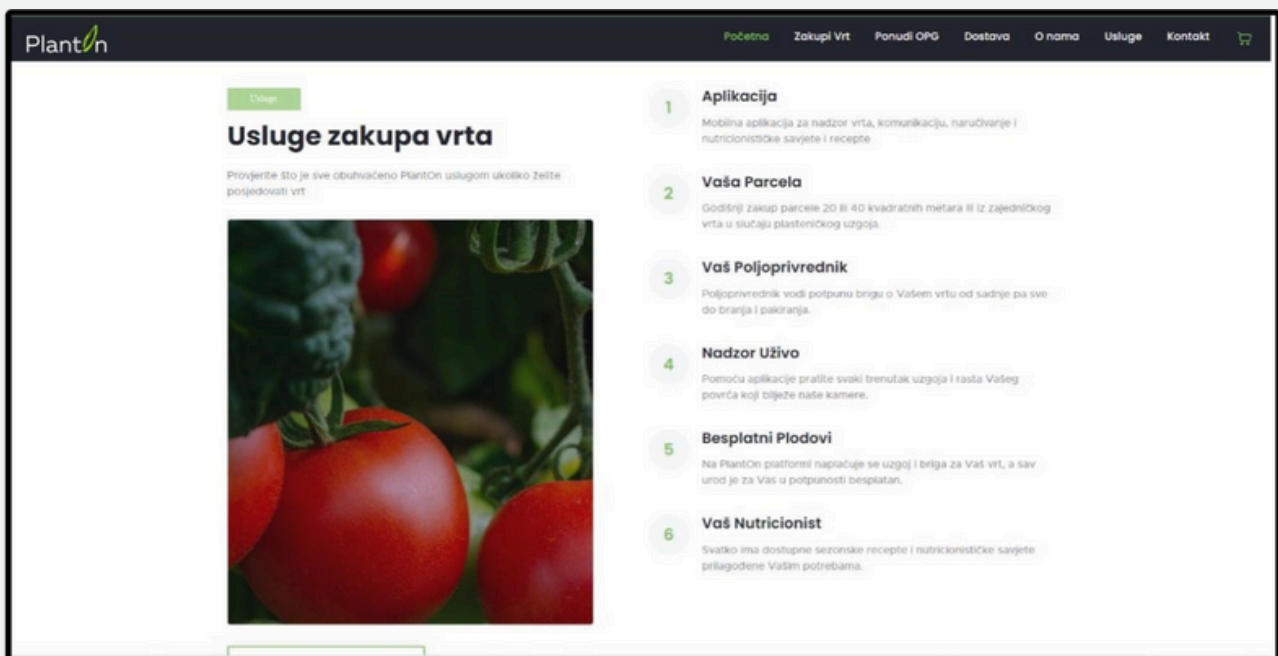 PlantOn
Početna Zakupi Vrt Ponudi OPG Dostava O nama Usluge Kontakt
Usluge
Usluge zakupa vrta
Provjerite što je sve obuhvaćeno PlantOn uslugom ukoliko želite
posjedovati vrt
1
Aplikacija
Mobilna aplikacija za nadzor vrta, komunikaciju, naručivanje i
nutricionističke savjete i recepte
2
Vaša Parcela
Godišnji zakup parcele 20 ili 40 kvadratnih metara ili iz zajedničkog
vrta u slučaju plasteničkog uzgoja.
3
Vaš Poljoprivrednik
Poljoprivrednik vodi potpunu brigu o Vašem vrtu od sadnje pa sve
do branja i pakiranja.
4
Nadzor Uživo
Pomoću aplikacije pratite svaki trenutak uzgoja i rasta Vašeg
povrća koji bilježe naše kamere.
5
Besplatni Plodovi
Na PlantOn platformi naplaćuje se uzgoj i briga za Vaš vrt, a sav
urod je za Vas u potpunosti besplatan.
6
Vaš Nutricionist
Svatko ima dostupne sezonske recepte i nutricionističke savjete
prilagođene Vašim potrebama.